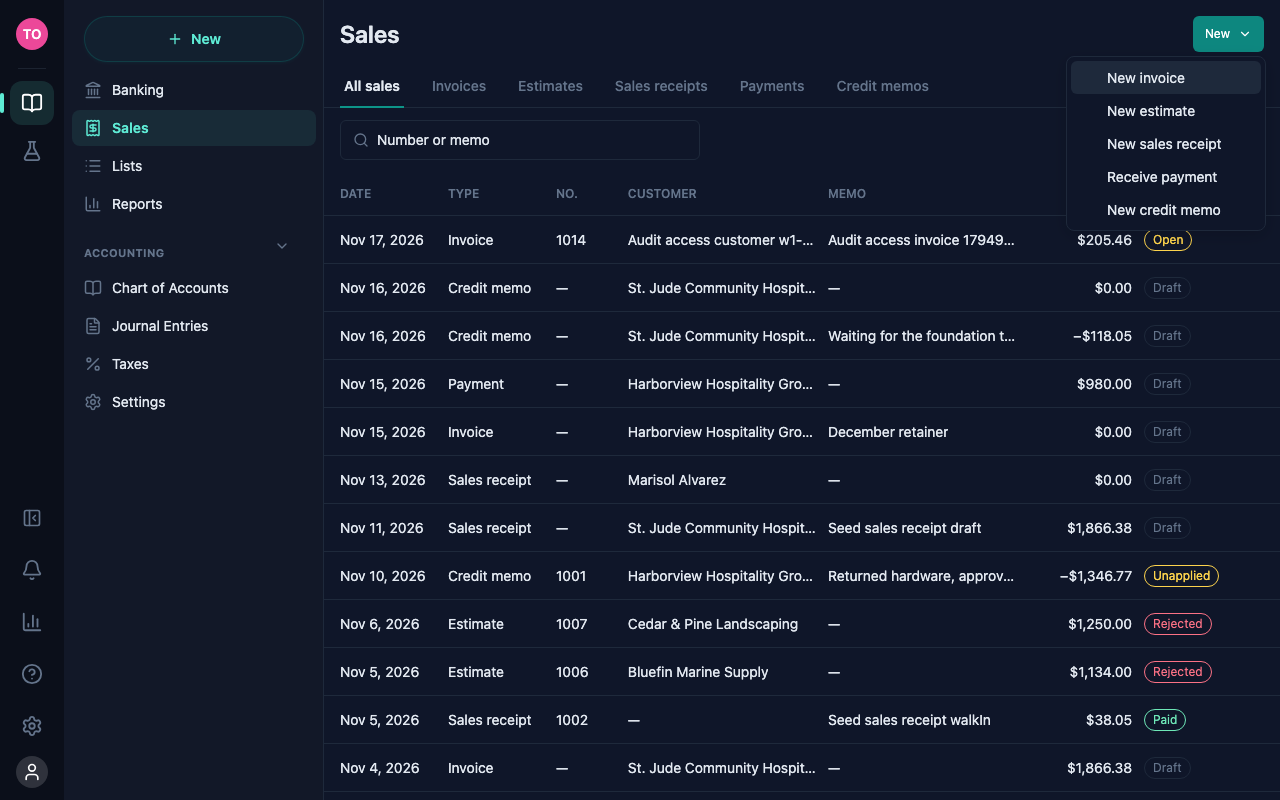 TO
New
Banking
Sales
Lists
Reports
ACCOUNTING
Chart of Accounts
Journal Entries
Taxes
Settings
Sales
New
New invoice
New estimate
New sales receipt
Receive payment
New credit memo
All sales Invoices Estimates Sales receipts Payments Credit memos
Number or memo
DATE TYPE NO. CUSTOMER MEMO
Nov 17, 2026 Invoice 1014 Audit access customer w1-... Audit access invoice 17949... $205.46 Open
Nov 16, 2026 Credit memo — St. Jude Community Hospit... — $0.00 Draft
Nov 16, 2026 Credit memo — St. Jude Community Hospit... Waiting for the foundation t... −$118.05 Draft
Nov 15, 2026 Payment — Harborview Hospitality Gro... — $980.00 Draft
Nov 15, 2026 Invoice — Harborview Hospitality Gro... December retainer $0.00 Draft
Nov 13, 2026 Sales receipt — Marisol Alvarez — $0.00 Draft
Nov 11, 2026 Sales receipt — St. Jude Community Hospit... Seed sales receipt draft $1,866.38 Draft
Nov 10, 2026 Credit memo 1001 Harborview Hospitality Gro... Returned hardware, approv... −$1,346.77 Unapplied
Nov 6, 2026 Estimate 1007 Cedar & Pine Landscaping — $1,250.00 Rejected
Nov 5, 2026 Estimate 1006 Bluefin Marine Supply — $1,134.00 Rejected
Nov 5, 2026 Sales receipt 1002 — Seed sales receipt walkIn $38.05 Paid
Nov 4, 2026 Invoice — St. Jude Community Hospit... — $1,866.38 Draft